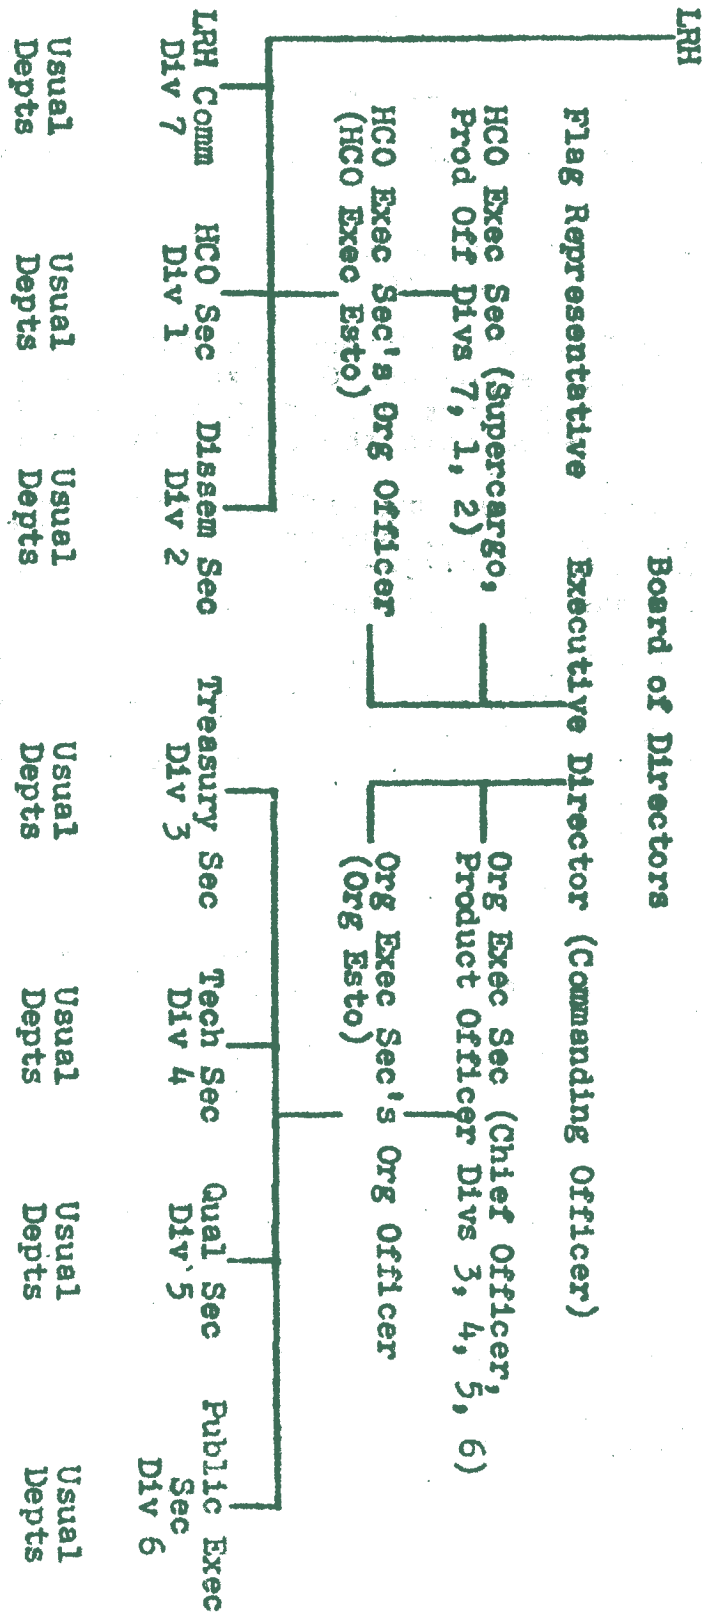 LRH
Board of Directors
Flag Representative
Executive Director (Commanding Officer)
HCO Exec Sec (Supercargo,
Prod Off Divs 7, 1, 2)
Org Exec Sec (Chief Officer,
Product Officer Divs 3, 4, 5, 6)
HCO Exec Sec's Org Officer
(HCO Exec Esto)
Org Exec Sec's Org Officer
(Org Esto)
LRH Comm
Div 7
HCO Sec
Div 1
Dissem Sec
Div 2
Treasury Sec
Div 3
Tech Sec
Div 4
Qual Sec
Div 5
Public Exec
Sec
Div 6
Usual
Depts
Usual
Depts
Usual
Depts
Usual
Depts
Usual
Depts
Usual
Depts
Usual
Depts